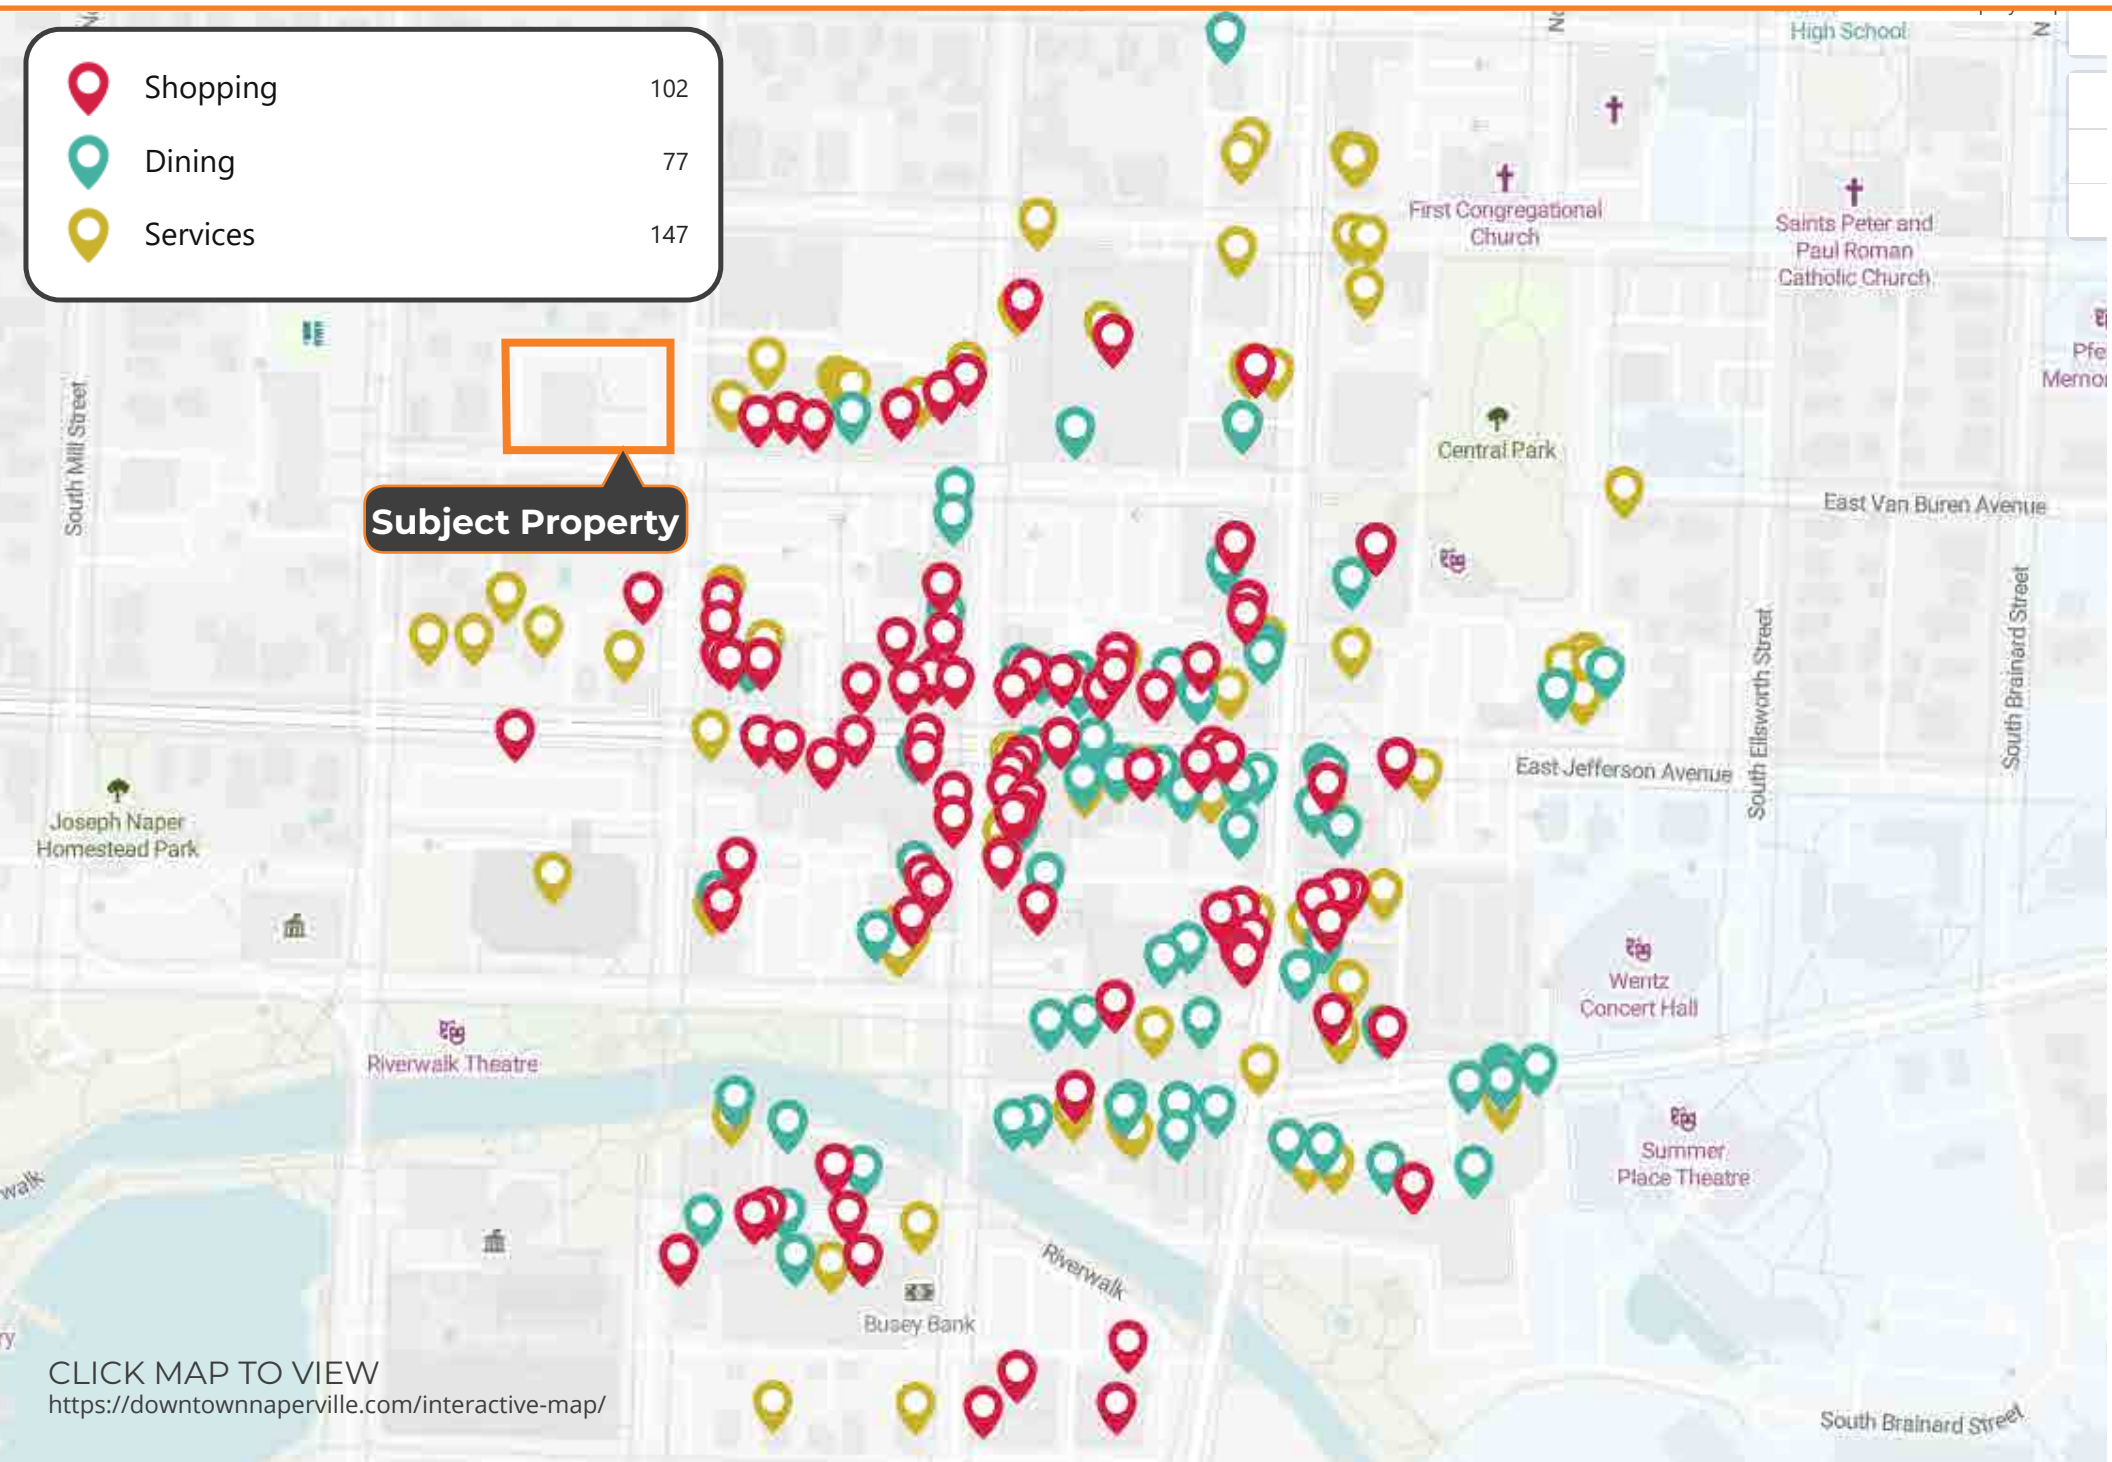 Shopping 102
Dining 77
Services 147
High School
First Congregational
Church
Saints Peter and
Paul Roman
Catholic Church
Central Park
South Mill Street
Subject Property
East Van Buren Avenue
South Ellsworth Street
South Brainard Street
East Jefferson Avenue
Joseph Naper
Homestead Park
Wentz
Concert Hall
Riverwalk Theatre
Summer
Place Theatre
walk
Riverwalk
Busey Bank
CLICK MAP TO VIEW
https://downtownnaperville.com/interactive-map/
South Brainard Street